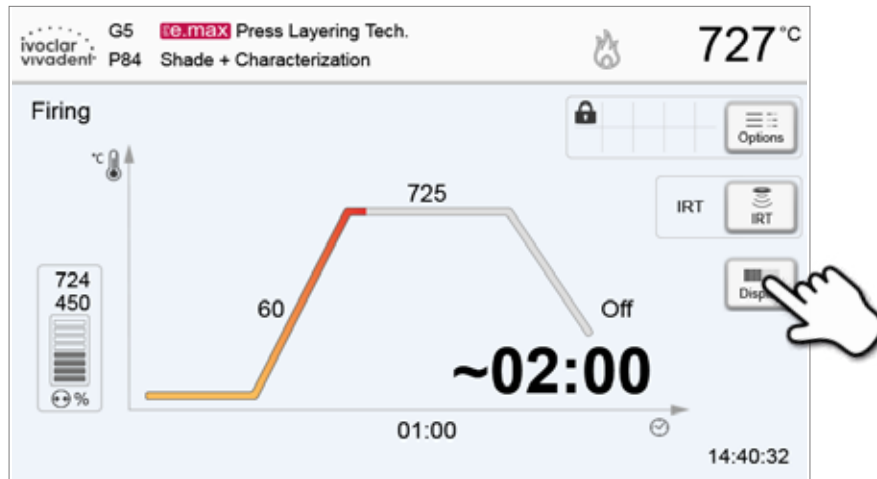 ivoclar
vivadent
G5 e.max Press Layering Tech.
P84 Shade + Characterization
727 °C
Firing
Options
°C
725
IRT
IRT
724
450
60
Off
~02:00
%
01:00
14:40:32